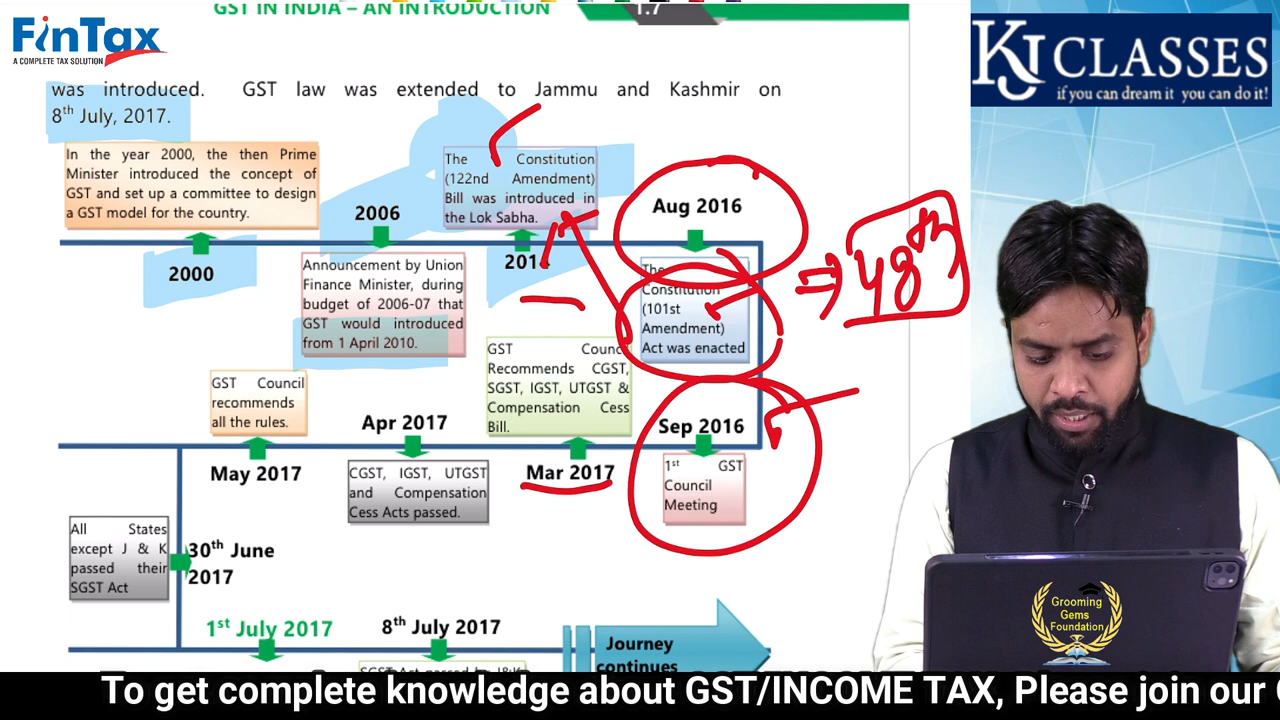 GST IN INDIA – AN INTRODUCTION
1.7
FinTax
A COMPLETE TAX SOLUTION
KJ CLASSES
if you can dream it you can do it!
was introduced. GST law was extended to Jammu and Kashmir on
8th July, 2017.
In the year 2000, the then Prime
Minister introduced the concept of
GST and set up a committee to design
a GST model for the country.
2006
The Constitution
(122nd Amendment)
Bill was introduced in
the Lok Sabha.
Aug 2016
48th
2000
Announcement by Union
Finance Minister, during
budget of 2006-07 that
GST would introduced
from 1 April 2010.
The
Constitution
(101st
Amendment)
Act was enacted
GST Council
recommends
all the rules.
GST Council
Recommends CGST,
SGST, IGST, UTGST &
Compensation Cess
Bill.
Apr 2017
Sep 2016
May 2017
CGST, IGST, UTGST
and Compensation
Cess Acts passed.
Mar 2017
1st GST
Council
Meeting
All States
except J & K
passed their
SGST Act
30th June
2017
1st July 2017
8th July 2017
Journey
continues
Grooming
Gems
Foundation
To get complete knowledge about GST/INCOME TAX, Please join our